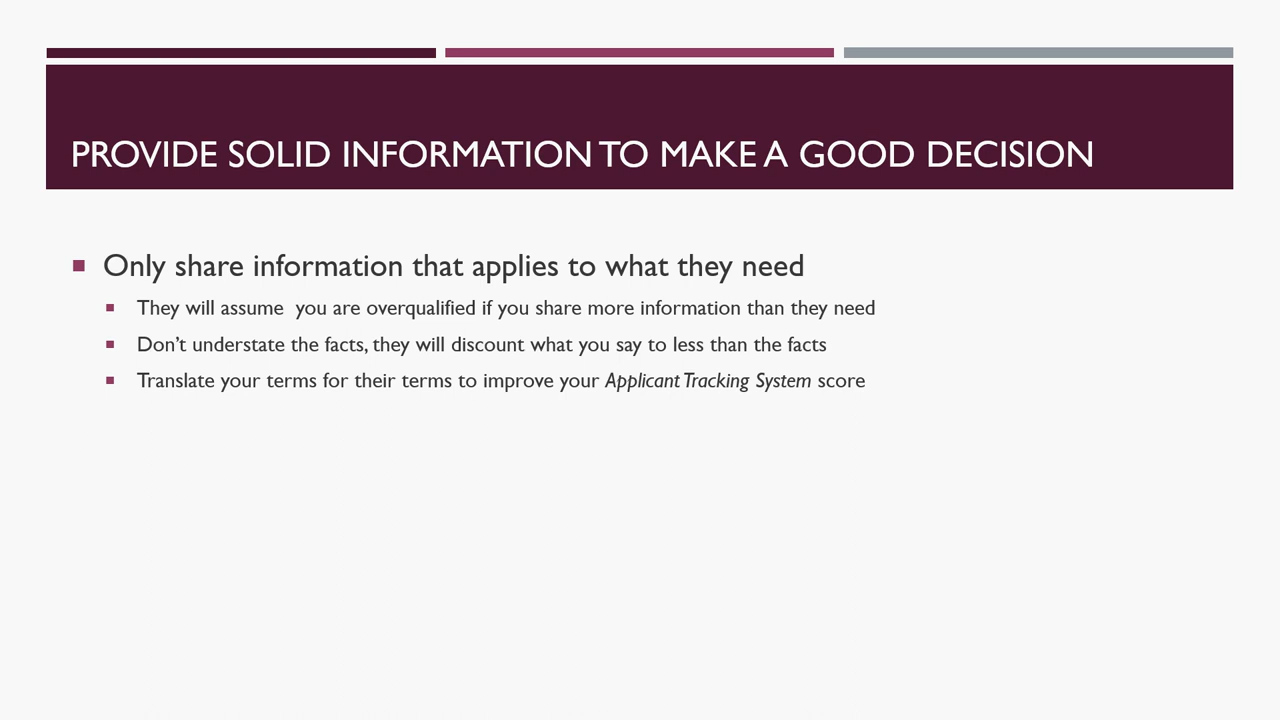 PROVIDE SOLID INFORMATION TO MAKE A GOOD DECISION
Only share information that applies to what they need
They will assume  you are overqualified if you share more information than they need
Don’t understate the facts, they will discount what you say to less than the facts
Translate your terms for their terms to improve your Applicant Tracking System score